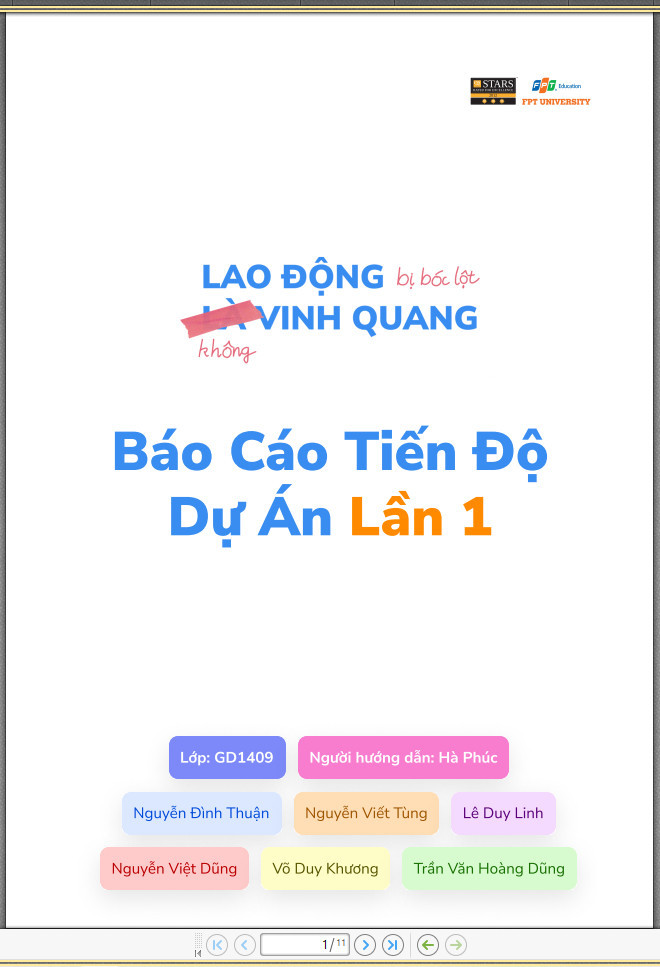 STARS
FPT Education
FPT UNIVERSITY
LAO ĐỘNG bị bóc lột
LÀ VINH QUANG
không
Báo Cáo Tiến Độ
Dự Án Lần 1
Lớp: GD1409
Người hướng dẫn: Hà Phúc
Nguyễn Đình Thuận
Nguyễn Viết Tùng
Lê Duy Linh
Nguyễn Việt Dũng
Võ Duy Khương
Trần Văn Hoàng Dũng
1/11